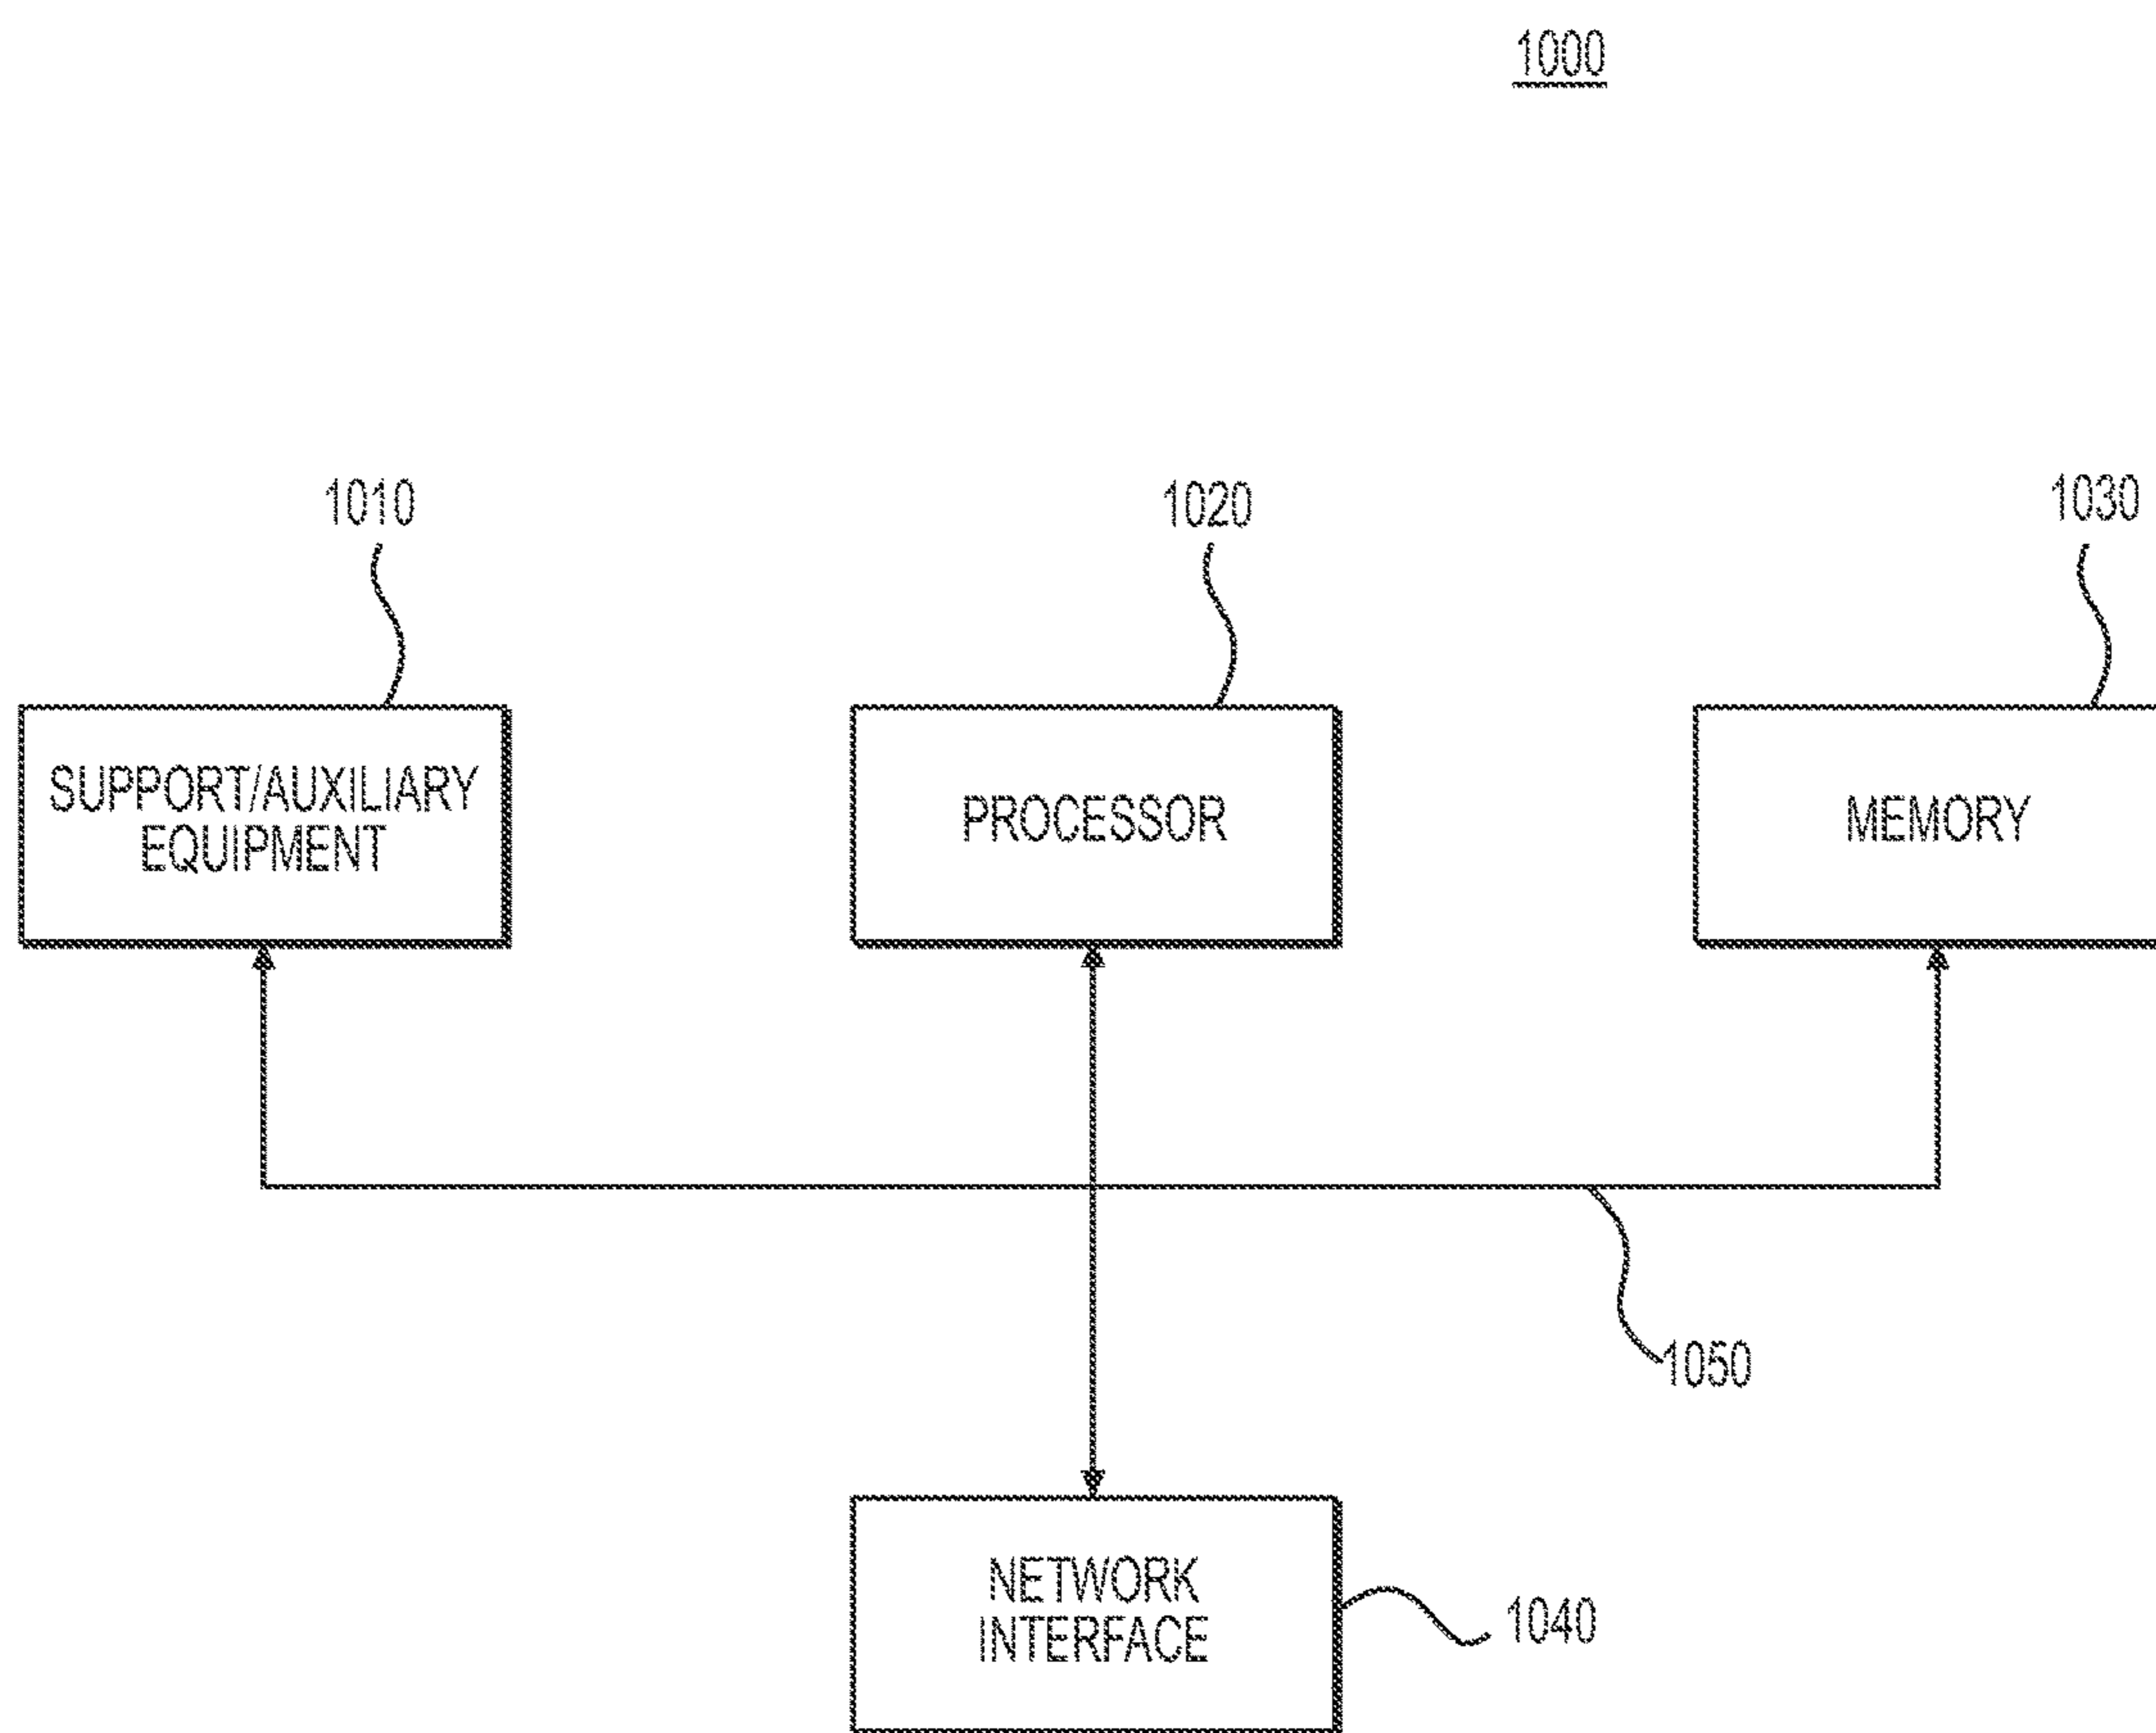 1000
1010
1020
1030
SUPPORT/AUXILIARY
EQUIPMENT
PROCESSOR
MEMORY
1050
NETWORK
INTERFACE
1040